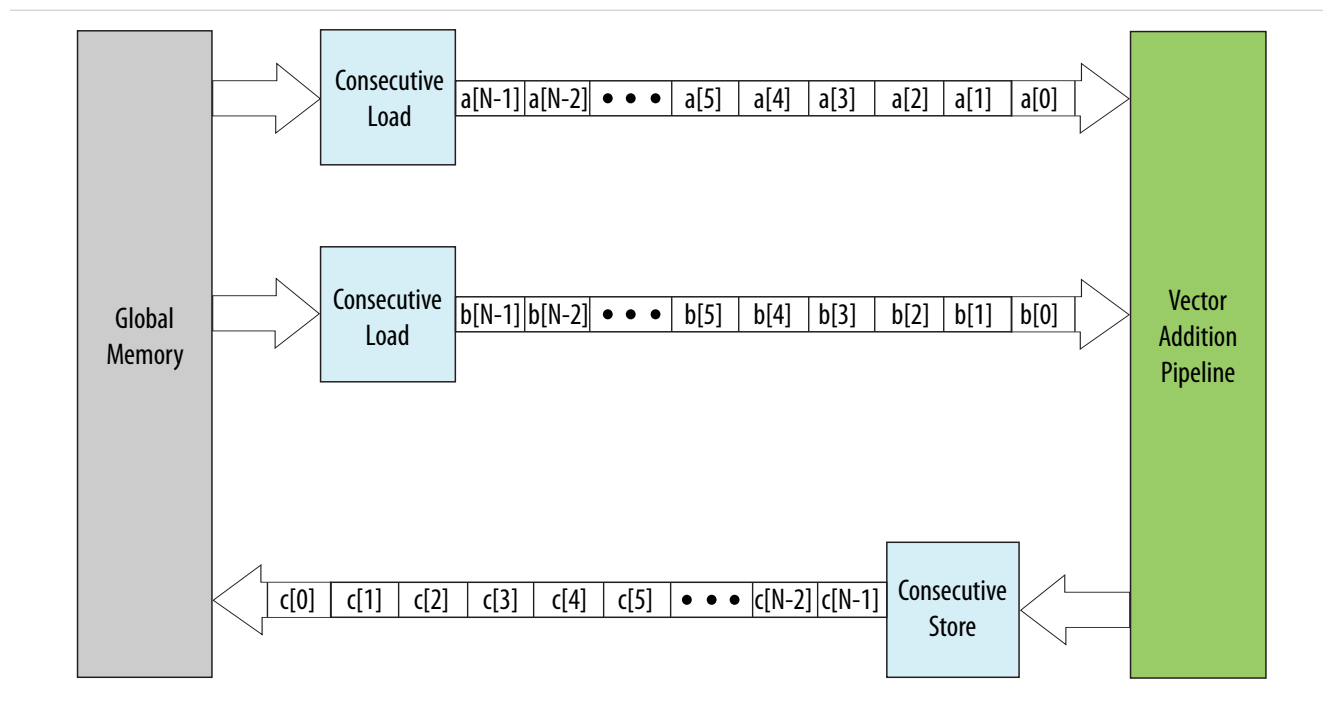 Consecutive
Load
a[N-1] a[N-2] • • • a[5] a[4] a[3] a[2] a[1] a[0]
Consecutive
Load
b[N-1] b[N-2] • • • b[5] b[4] b[3] b[2] b[1] b[0]
Global
Memory
Vector
Addition
Pipeline
c[0] c[1] c[2] c[3] c[4] c[5] • • • c[N-2] c[N-1]
Consecutive
Store